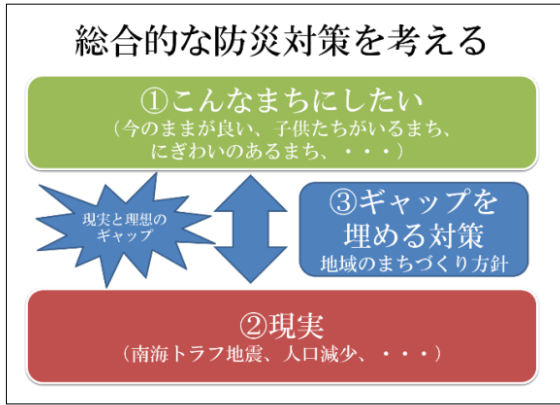 総合的な防災対策を考える
①こんなまちにしたい
（今のままが良い、子供たちがいるまち、
にぎわいのあるまち、・・・）
現実と理想の
ギャップ
③ギャップを
埋める対策
地域のまちづくり方針
②現実
（南海トラフ地震、人口減少、・・・）